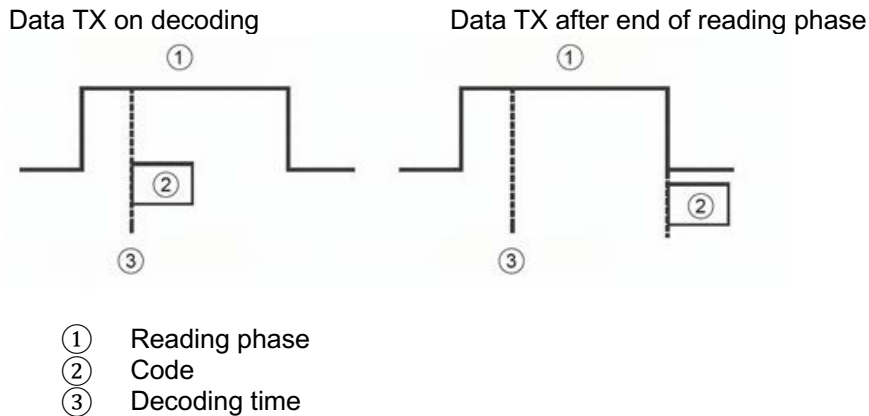 Data TX on decoding Data TX after end of reading phase
① ①
② ②
③ ③
① Reading phase
② Code
③ Decoding time